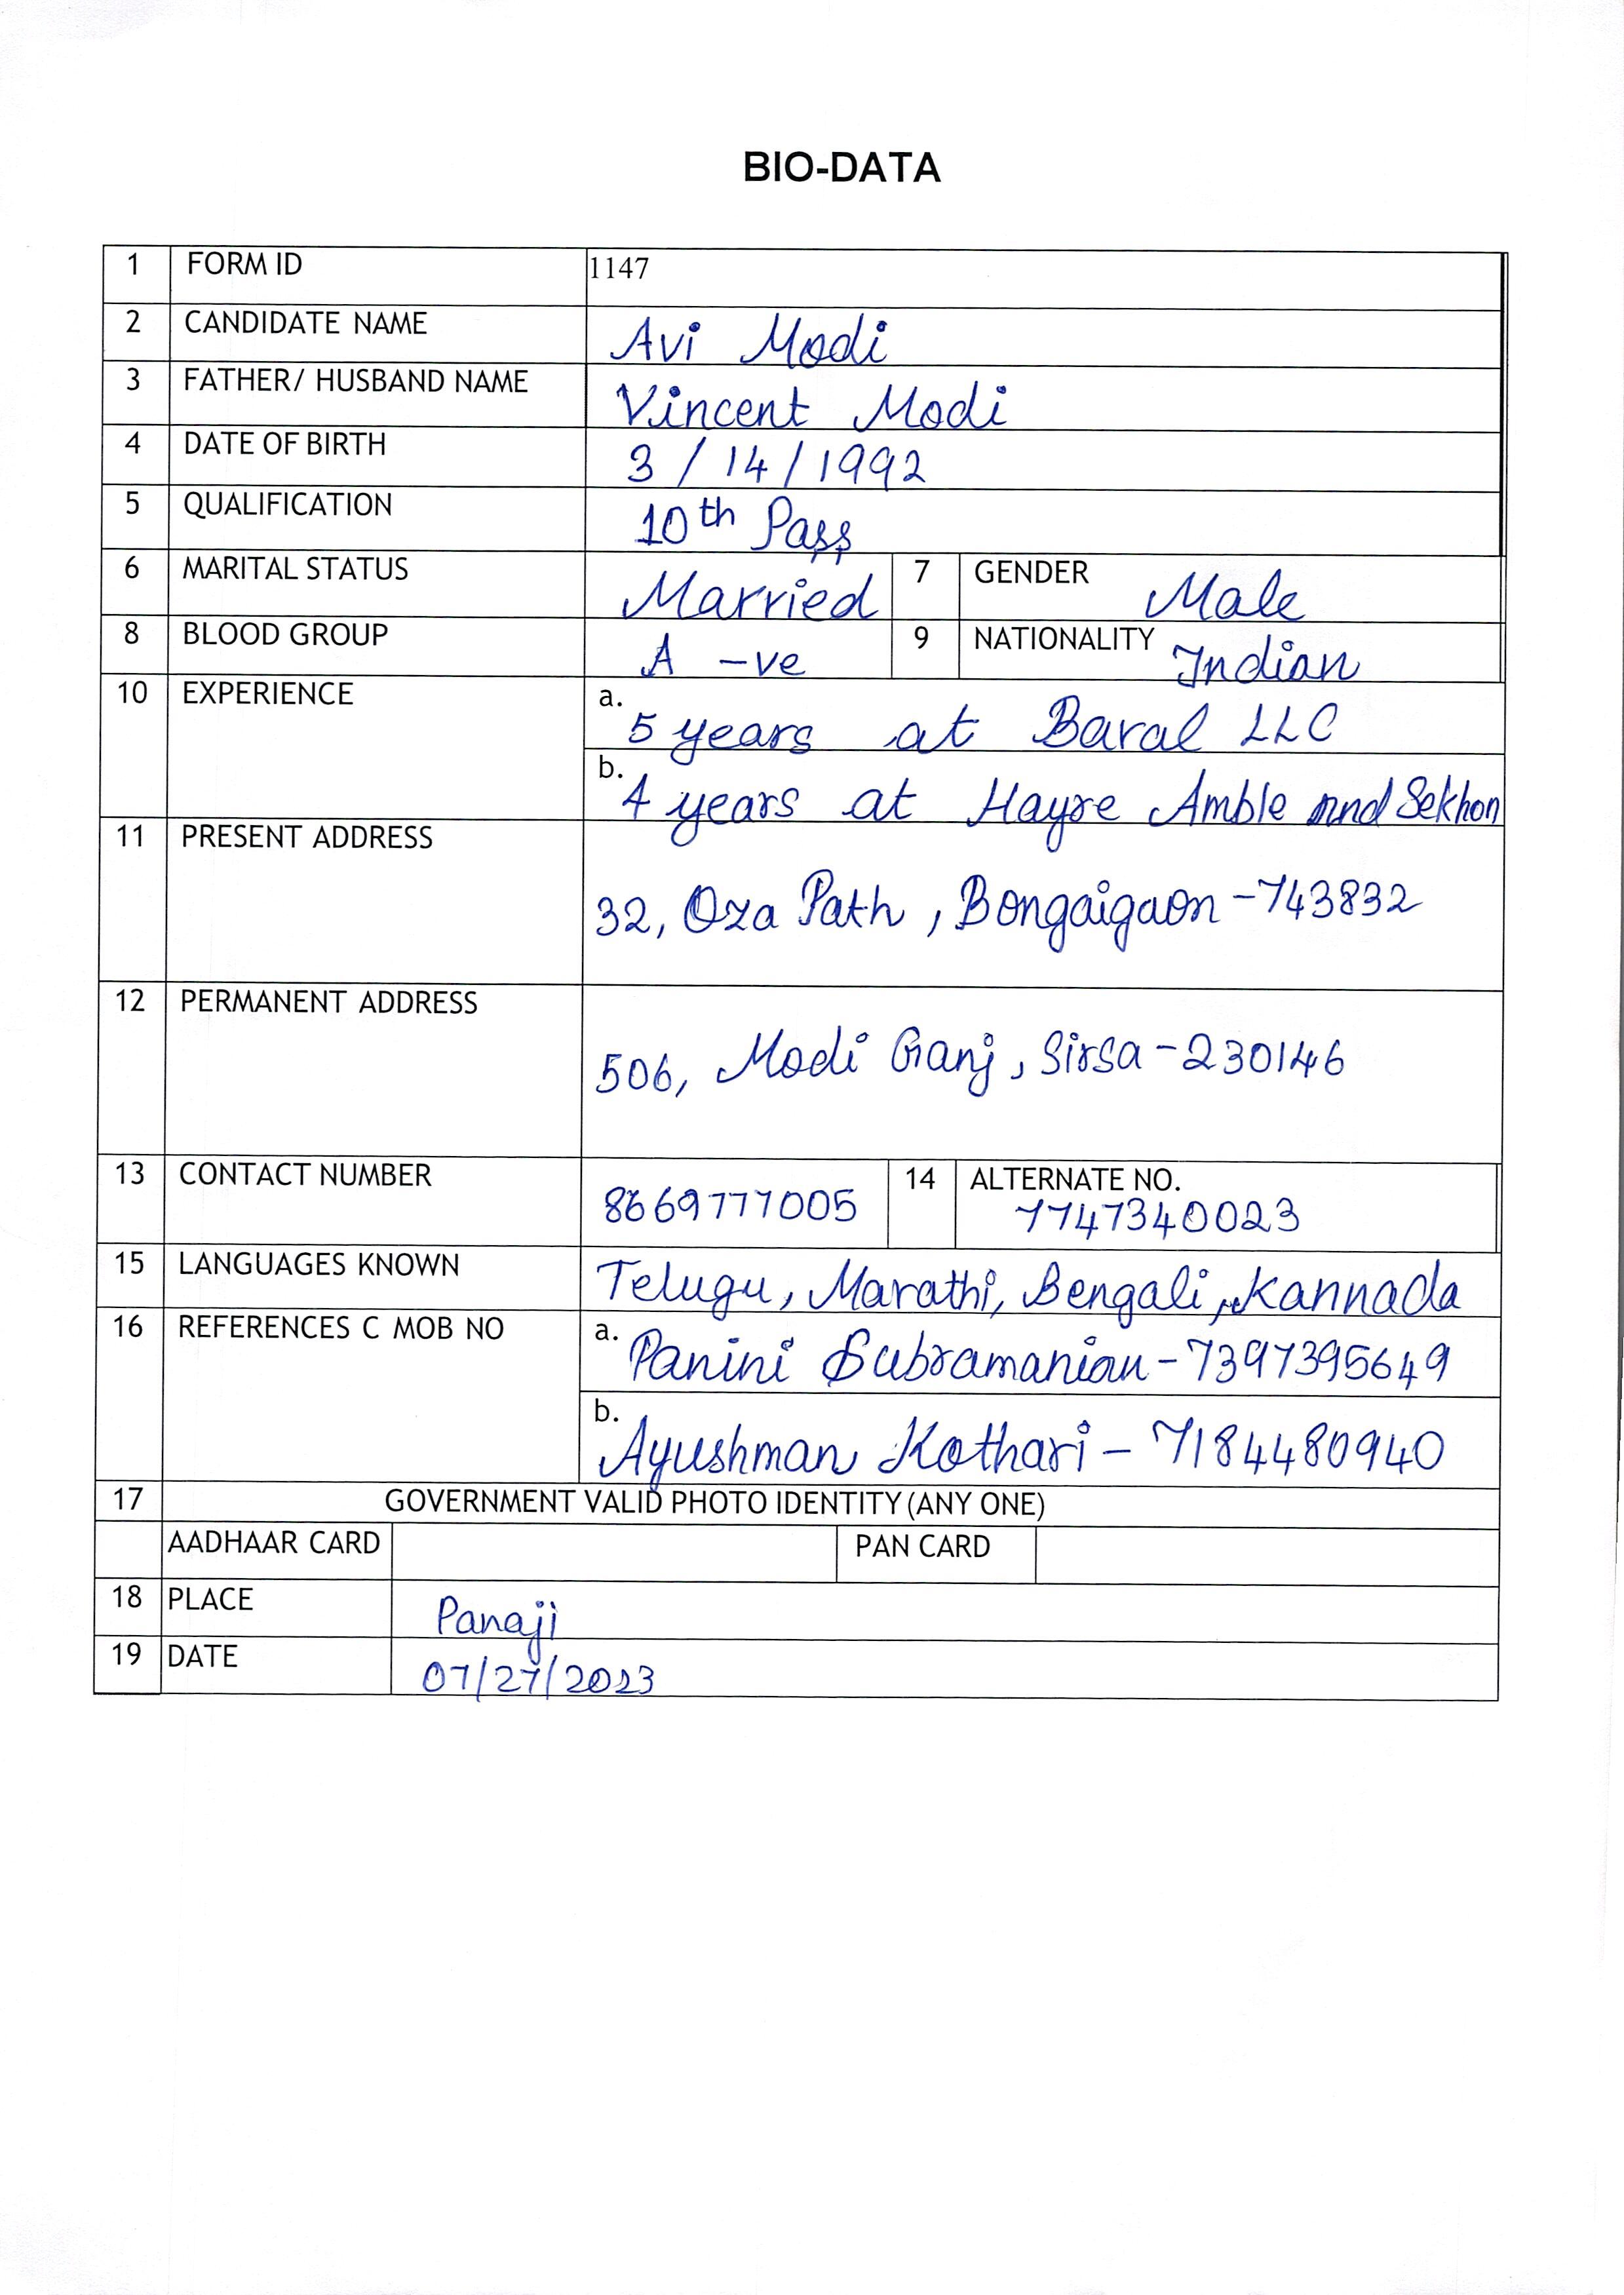 BIO-DATA
1 FORM ID 1147
2 CANDIDATE NAME Avi Modi
3 FATHER/ HUSBAND NAME Vincent Modi
4 DATE OF BIRTH 3 / 14 / 1992
5 QUALIFICATION 10th Pass
6 MARITAL STATUS Married 7 GENDER Male
8 BLOOD GROUP A -ve 9 NATIONALITY Indian
10 EXPERIENCE a. 5 years at Baral LLC
b. 4 years at Hayre Amble and Sekhon
11 PRESENT ADDRESS
32, Oza Path, Bongaigaon - 743832
12 PERMANENT ADDRESS
506, Modi Ganj, Sirsa - 230146
13 CONTACT NUMBER 8669777005 14 ALTERNATE NO. 7747340023
15 LANGUAGES KNOWN Telugu, Marathi, Bengali, Kannada
16 REFERENCES C MOB NO a. Panini Subramanian - 7397395649
b. Ayushman Kothari - 7184480940
17 GOVERNMENT VALID PHOTO IDENTITY (ANY ONE)
AADHAAR CARD PAN CARD
18 PLACE Panaji
19 DATE 07/27/2023